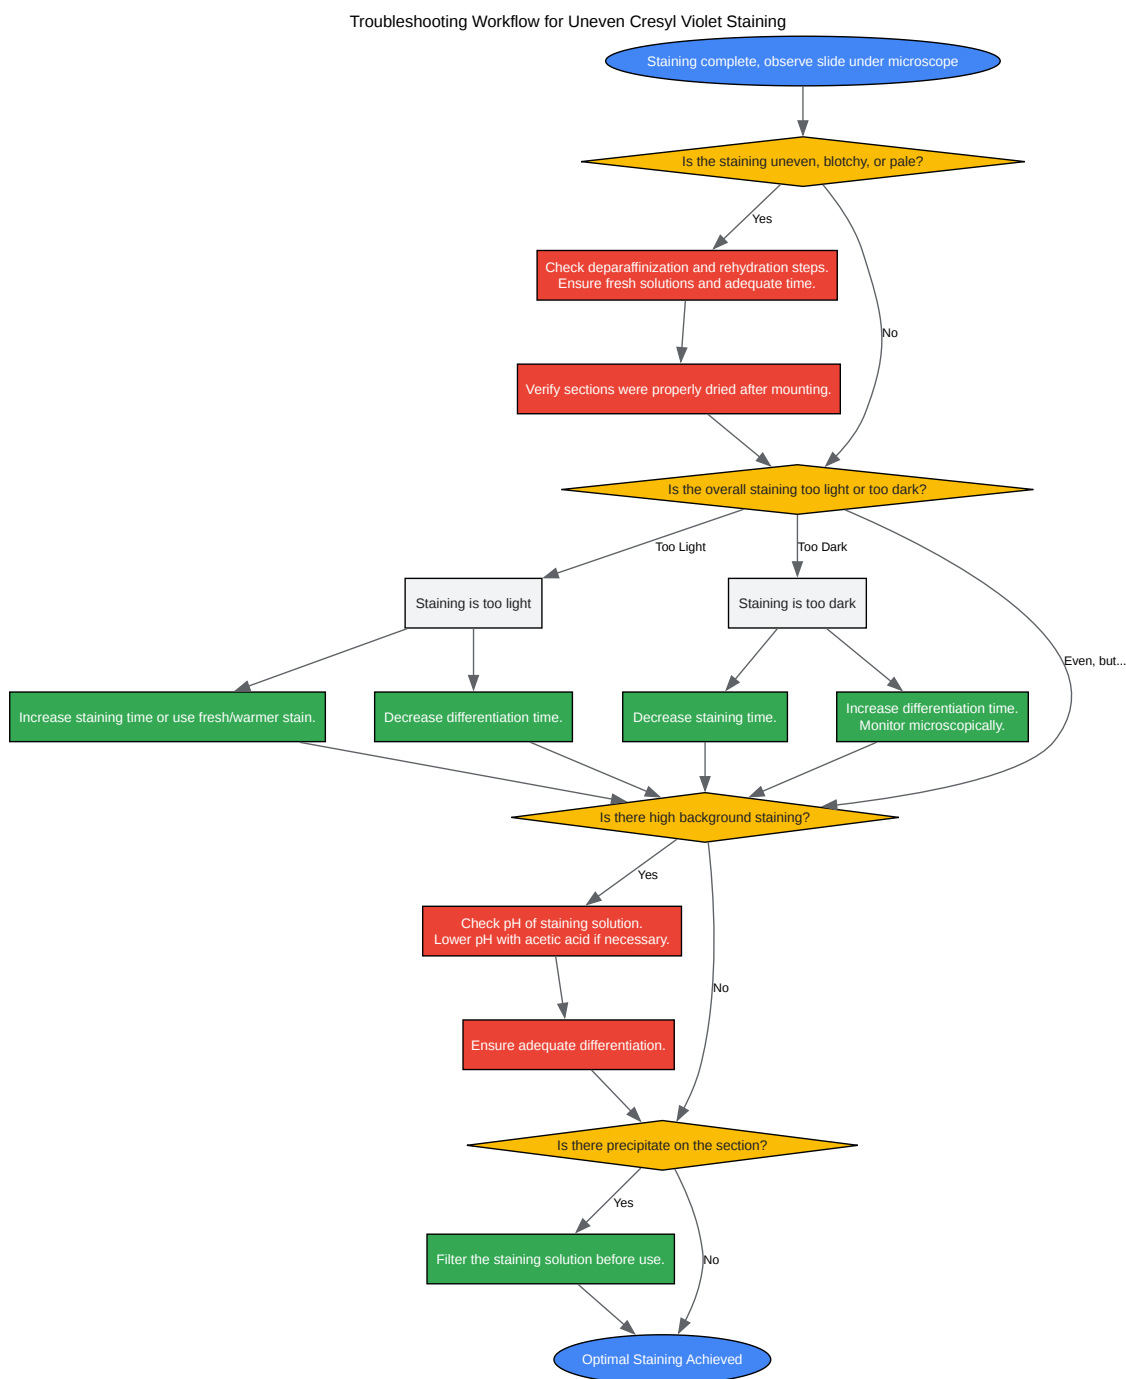 Troubleshooting Workflow for Uneven Cresyl Violet Staining
Staining complete, observe slide under microscope
Is the staining uneven, blotchy, or pale?
Yes
Check deparaffinization and rehydration steps.
Ensure fresh solutions and adequate time.
No
Verify sections were properly dried after mounting.
Is the overall staining too light or too dark?
Too Light
Too Dark
Staining is too light
Staining is too dark
Even, but...
Increase staining time or use fresh/warmer stain.
Decrease differentiation time.
Decrease staining time.
Increase differentiation time.
Monitor microscopically.
Is there high background staining?
Yes
Check pH of staining solution.
Lower pH with acetic acid if necessary.
No
Ensure adequate differentiation.
Is there precipitate on the section?
Yes
Filter the staining solution before use.
No
Optimal Staining Achieved